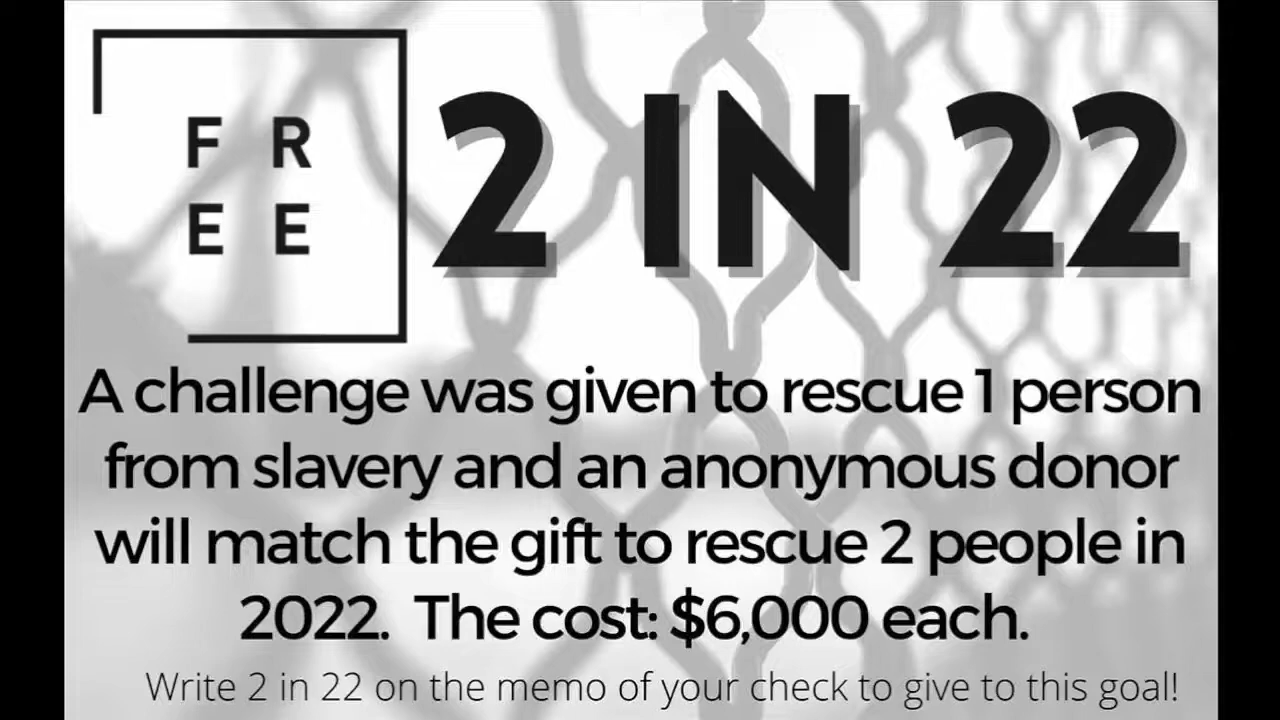 F R
E E
2 IN 22
A challenge was given to rescue 1 person
from slavery and an anonymous donor
will match the gift to rescue 2 people in
2022. The cost: $6,000 each.
Write 2 in 22 on the memo of your check to give to this goal!